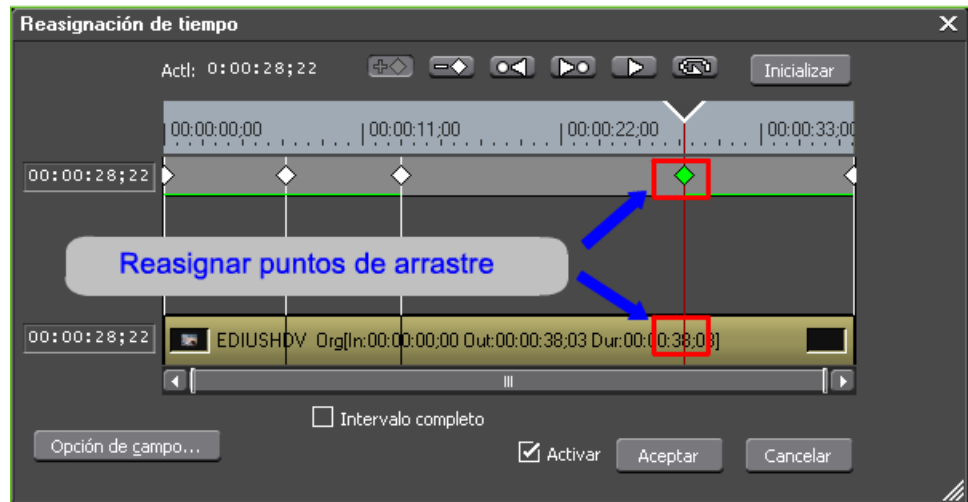 Reasignación de tiempo
Actl: 0:00:28;22
Inicializar
00:00:00;00 00:00:11;00 00:00:22;00 00:00:33;00
00:00:28;22
Reasignar puntos de arrastre
00:00:28;22
EDIUSHDV Org[In:00:00:00;00 Out:00:00:38;03 Dur:00:00:38;03]
Intervalo completo
Opción de campo...
Activar
Aceptar
Cancelar